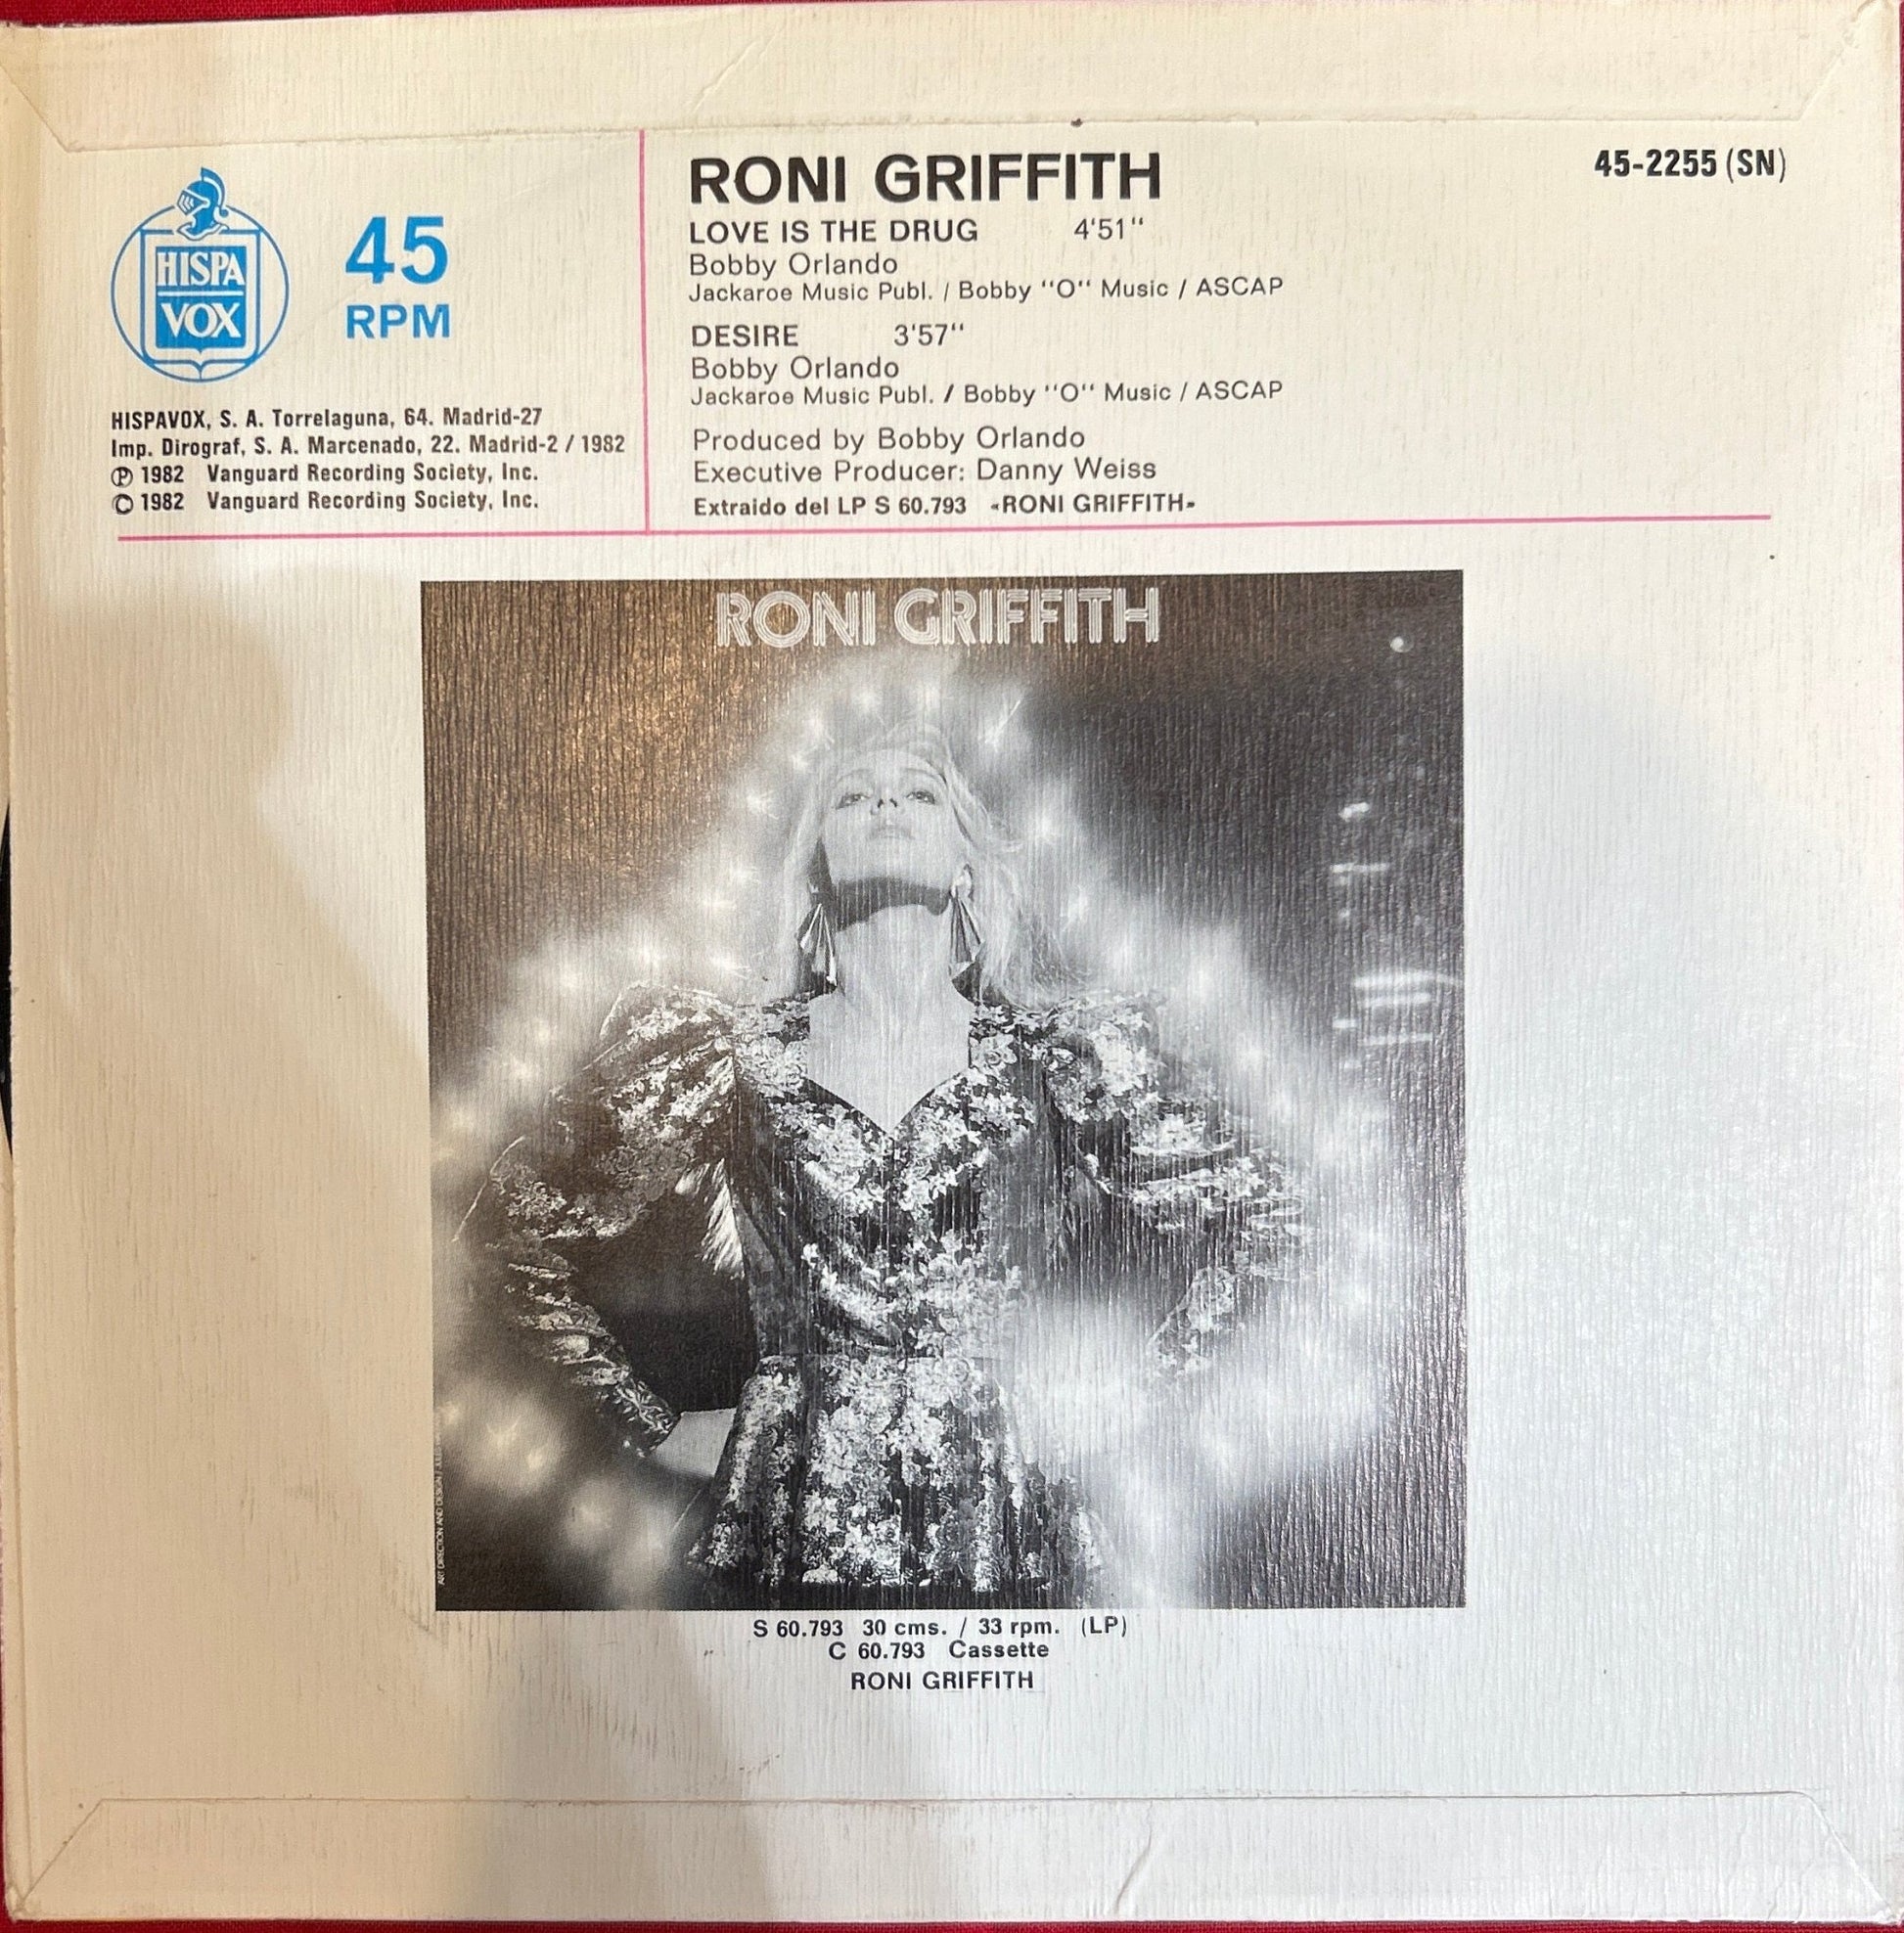 HISPA
VOX
45
RPM
HISPAVOX, S. A. Torrelaguna, 64. Madrid-27
Imp. Dirograf, S. A. Marcenado, 22. Madrid-2 / 1982
Ⓟ 1982 Vanguard Recording Society, Inc.
© 1982 Vanguard Recording Society, Inc.
RONI GRIFFITH
45-2255 (SN)
LOVE IS THE DRUG 4'51"
Bobby Orlando
Jackaroe Music Publ. / Bobby "O" Music / ASCAP
DESIRE 3'57"
Bobby Orlando
Jackaroe Music Publ. / Bobby "O" Music / ASCAP
Produced by Bobby Orlando
Executive Producer: Danny Weiss
Extraido del LP S 60.793 «RONI GRIFFITH»
RONI GRIFFITH
ART DIRECTION AND DESIGN /
S 60.793 30 cms. / 33 rpm. (LP)
C 60.793 Cassette
RONI GRIFFITH